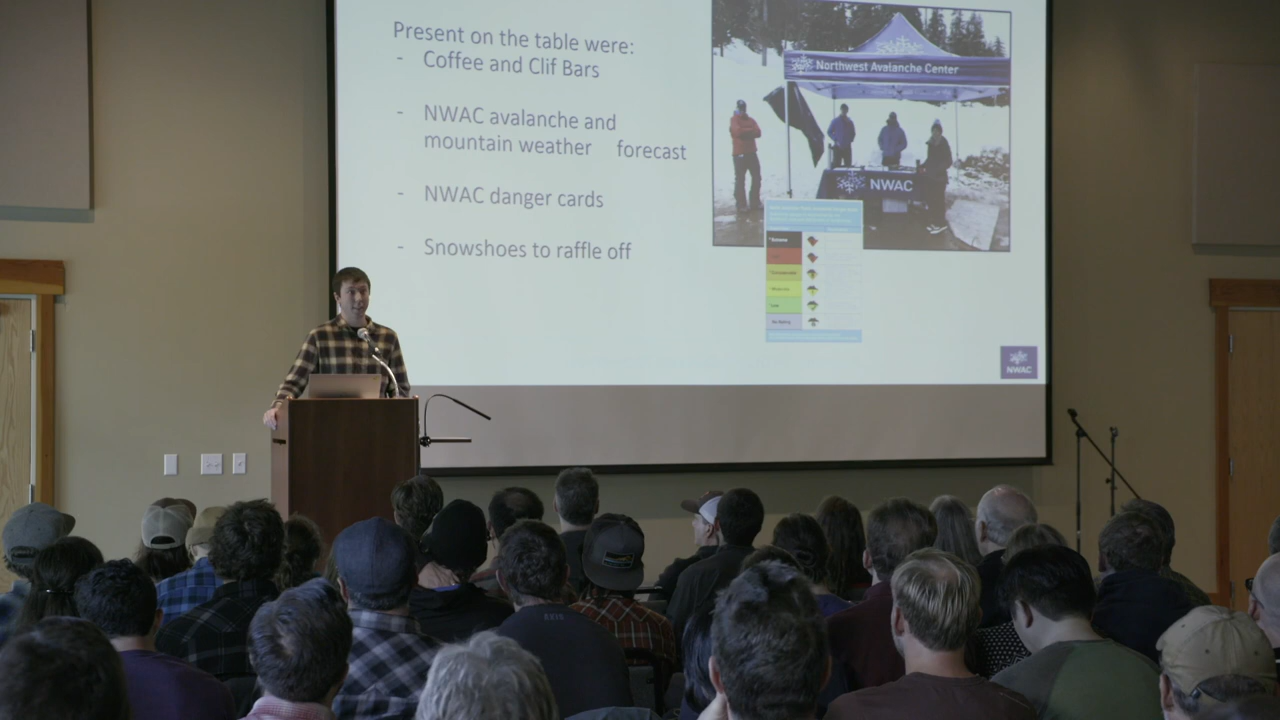 Present on the table were:
- Coffee and Clif Bars
- NWAC avalanche and
mountain weather forecast
- NWAC danger cards
- Snowshoes to raffle off
Northwest Avalanche Center
NWAC
NWAC
AXIS